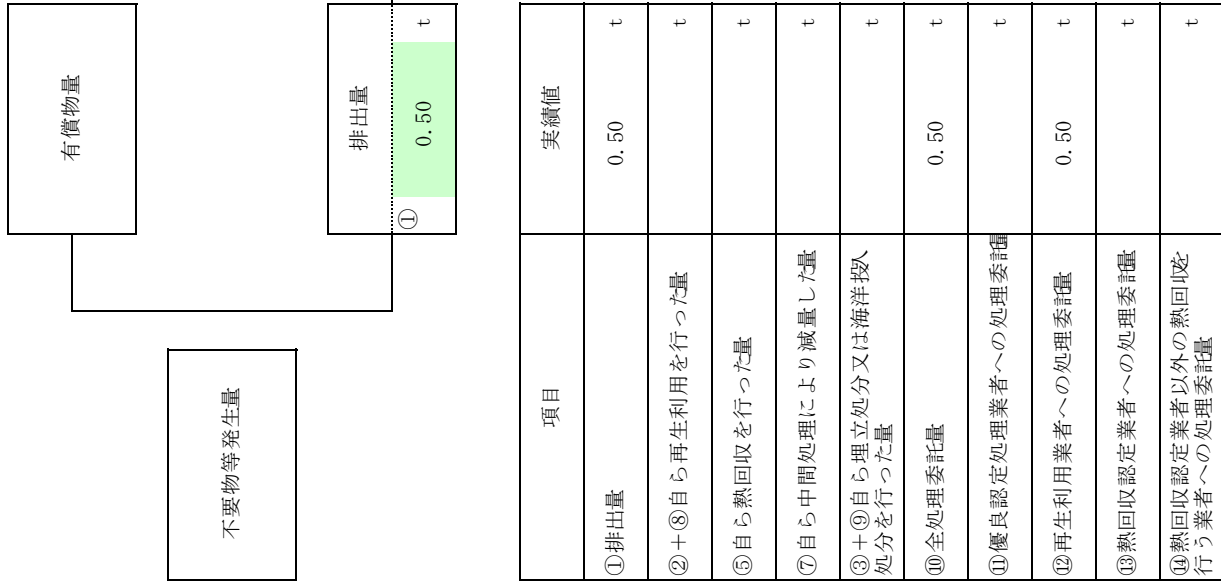 有償物量
不要物等発生量
排出量
① 0.50 t
項目 実績値
①排出量 0.50 t
②+⑧自ら再生利用を行った量 t
⑤自ら熱回収を行った量 t
⑦自ら中間処理により減量した量 t
③+⑨自ら埋立処分又は海洋投入
処分を行った量 t
⑩全処理委託量 0.50 t
⑪優良認定処理業者への処理委託量 t
⑫再生利用業者への処理委託量 0.50 t
⑬熱回収認定業者への処理委託量 t
⑭熱回収認定業者以外の熱回収を
行う業者への処理委託量 t